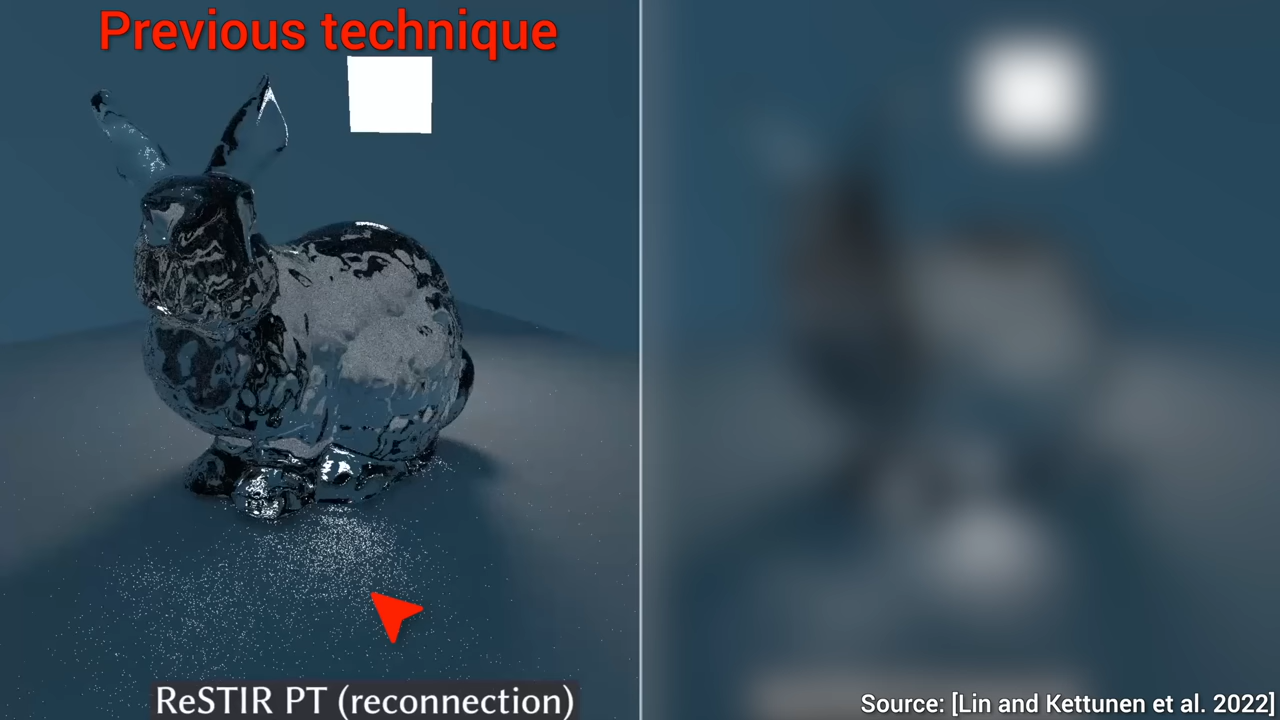 Previous technique
ReSTIR PT (reconnection)
Source: [Lin and Kettunen et al. 2022]